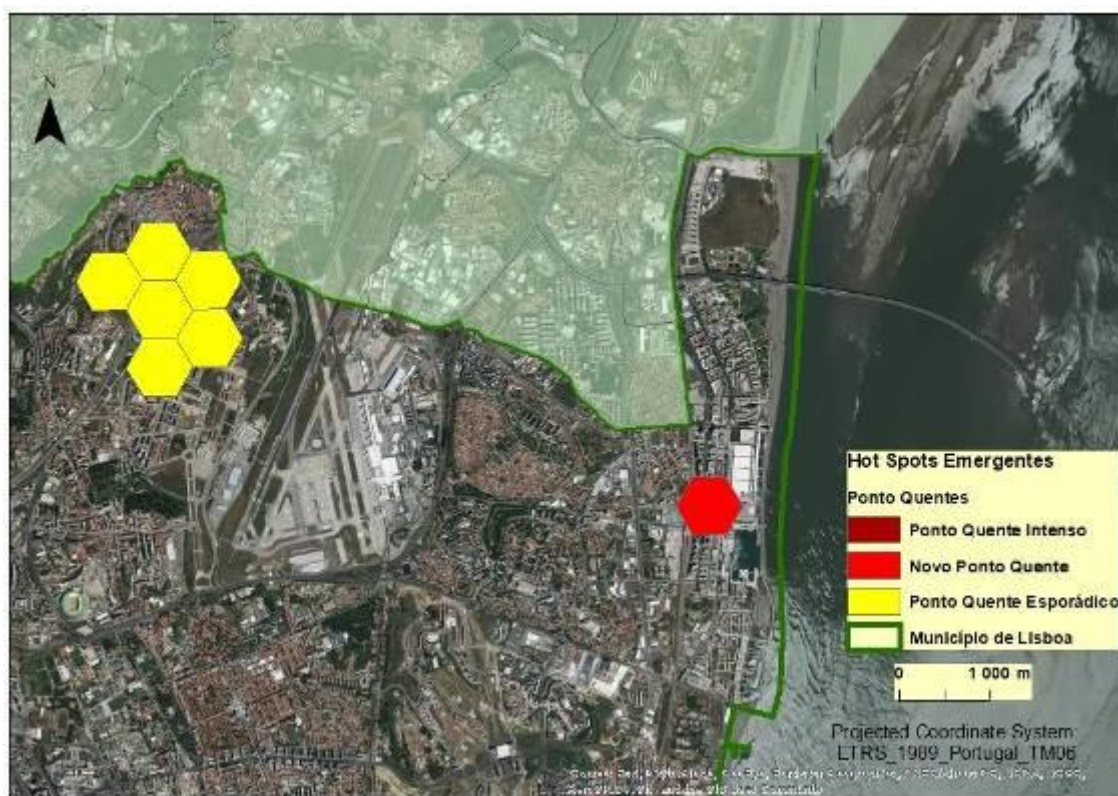 N
Hot Spots Emergentes
Ponto Quentes
Ponto Quente Intenso
Novo Ponto Quente
Ponto Quente Esporádico
Município de Lisboa
0 1 000 m
Projected Coordinate System:
ETRS_1989_Portugal_TM06